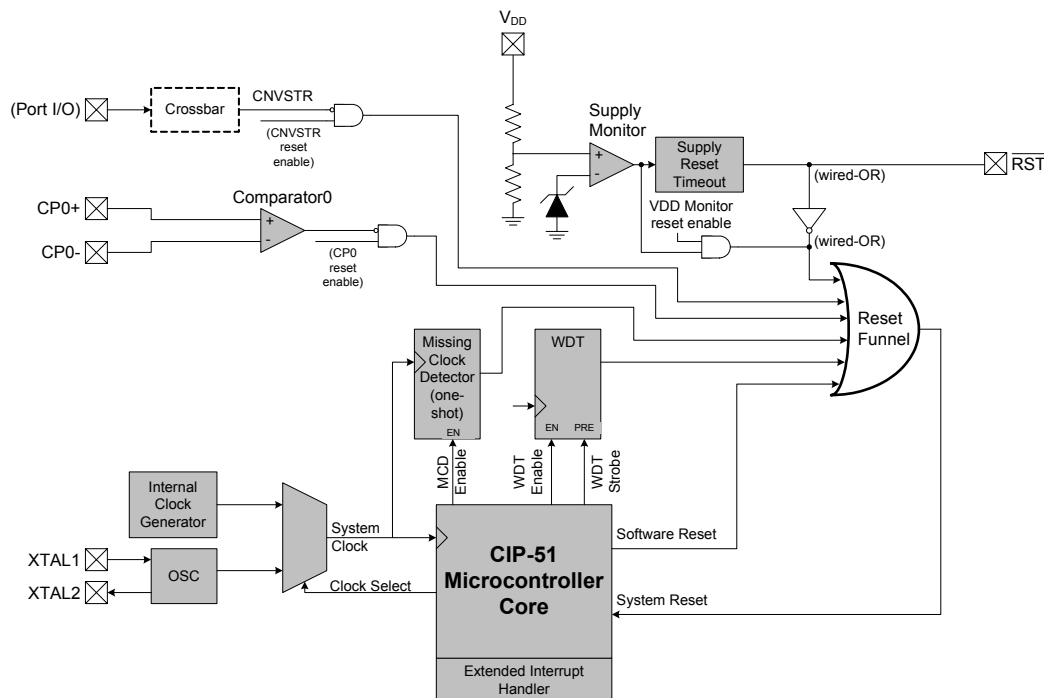 V_DD
(Port I/O)
Crossbar
CNVSTR
(CNVSTR
reset
enable)
Supply
Monitor
+
-
Supply
Reset
Timeout
(wired-OR)
RST
CP0+
CP0-
Comparator0
+
-
(CP0
reset
enable)
VDD Monitor
reset enable
(wired-OR)
Reset
Funnel
Missing
Clock
Detector
(one-
shot)
EN
WDT
EN
PRE
MCD
Enable
WDT
Enable
WDT
Strobe
Internal
Clock
Generator
System
Clock
XTAL1
XTAL2
OSC
Clock Select
CIP-51
Microcontroller
Core
Software Reset
System Reset
Extended Interrupt
Handler